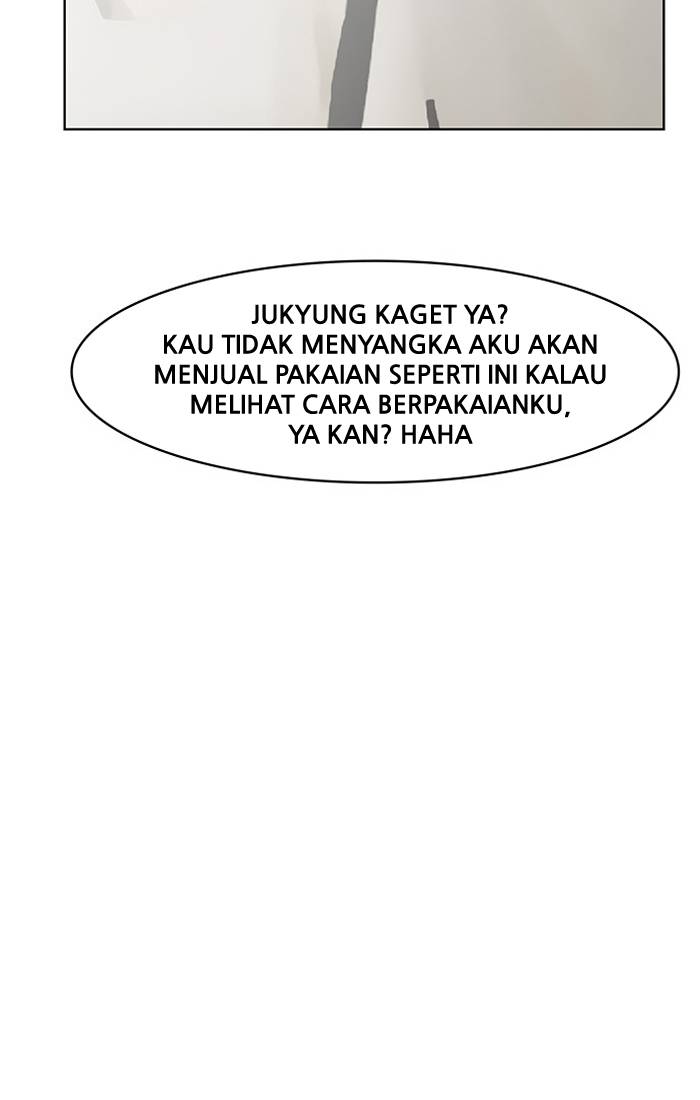 JUKYUNG KAGET YA?
KAU TIDAK MENYANGKA AKU AKAN
MENJUAL PAKAIAN SEPERTI INI KALAU
MELIHAT CARA BERPAKAIANKU,
YA KAN? HAHA